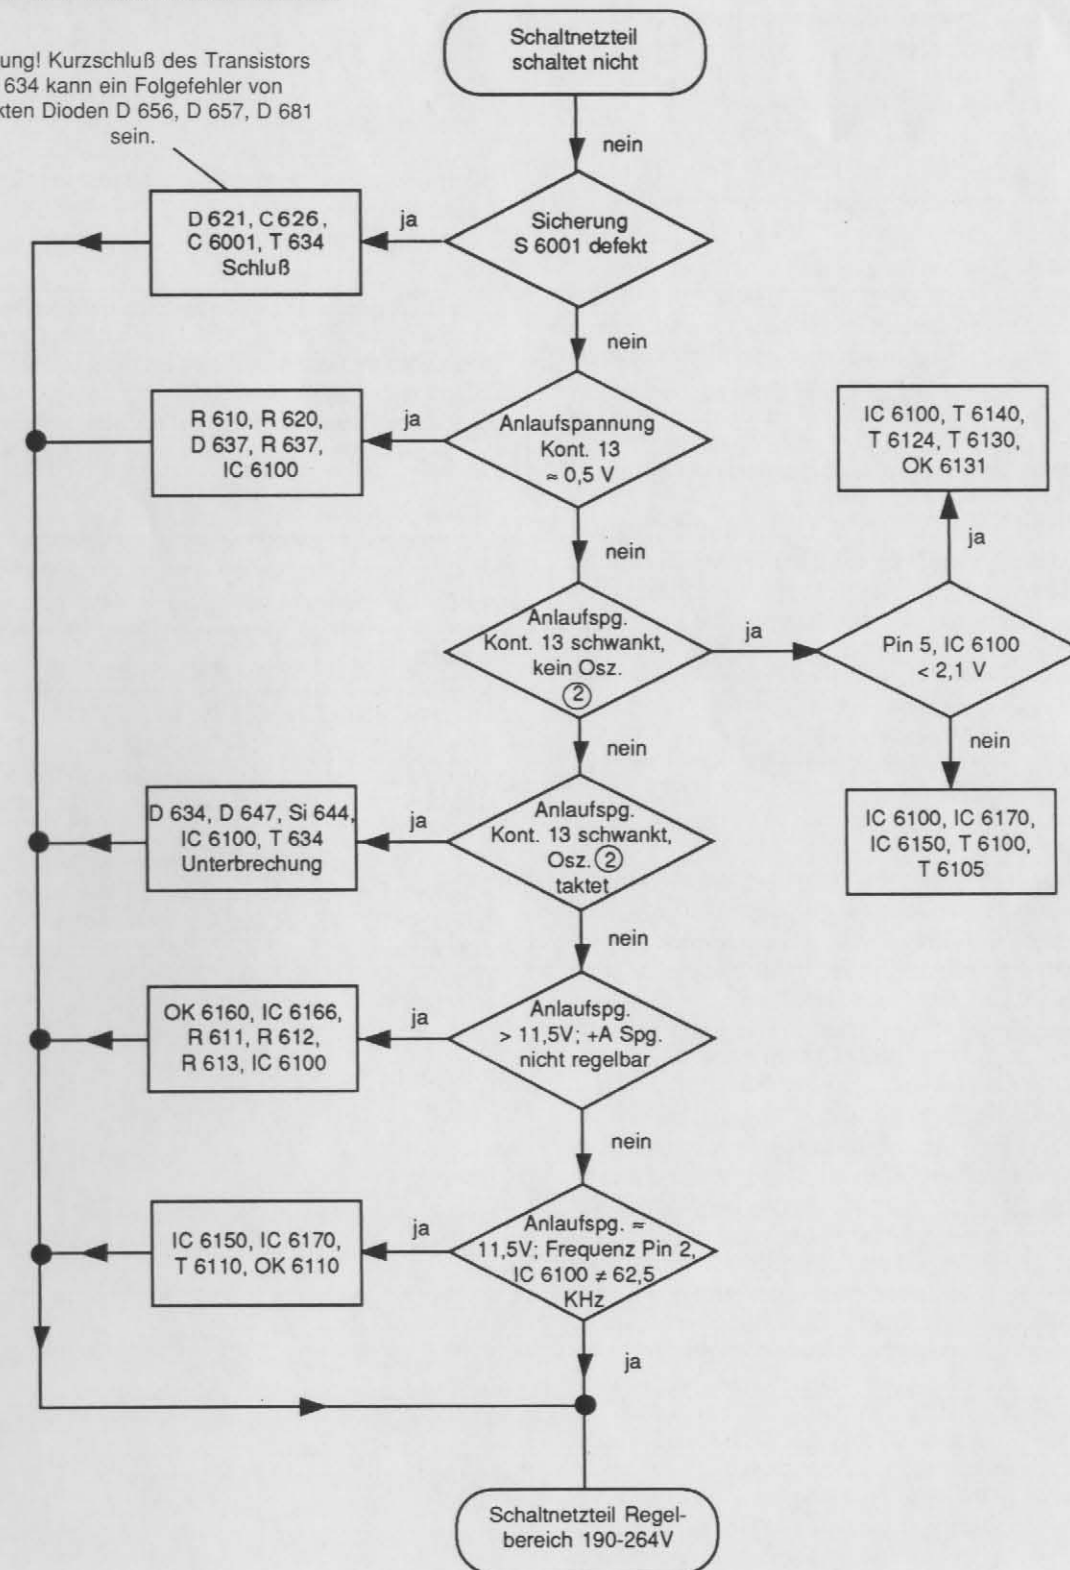 Schaltnetzteil
schaltet nicht
Kurzschluß des Transistors
634 kann ein Folgefehler von
Dioden D 656, D 657, D 681
sein.
nein
Sicherung
S 6001 defekt
ja
D 621, C 626,
C 6001, T 634
Schluß
nein
Anlaufspannung
Kont. 13
≈ 0,5 V
ja
R 610, R 620,
D 637, R 637,
IC 6100
nein
Anlaufspg.
Kont. 13 schwankt,
kein Osz.
②
ja
Pin 5, IC 6100
< 2,1 V
ja
IC 6100, T 6140,
T 6124, T 6130,
OK 6131
nein
IC 6100, IC 6170,
IC 6150, T 6100,
T 6105
nein
Anlaufspg.
Kont. 13 schwankt,
Osz. ②
taktet
ja
D 634, D 647, Si 644,
IC 6100, T 634
Unterbrechung
nein
Anlaufspg.
> 11,5V; +A Spg.
nicht regelbar
ja
OK 6160, IC 6166,
R 611, R 612,
R 613, IC 6100
nein
Anlaufspg. ≈
11,5V; Frequenz Pin 2,
IC 6100 ≠ 62,5
KHz
ja
IC 6150, IC 6170,
T 6110, OK 6110
ja
Schaltnetzteil Regel-
bereich 190-264V